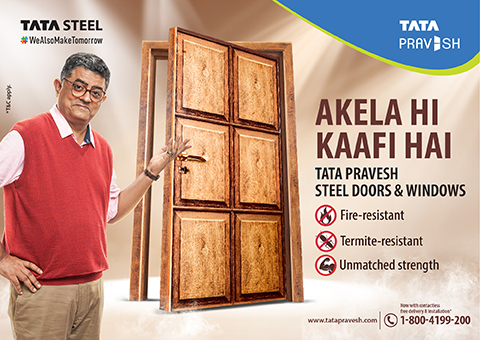 TATA STEEL
#WeAlsoMakeTomorrow
*T&C apply.
TATA
PRAVESH
AKELA HI
KAAFI HAI
TATA PRAVESH
STEEL DOORS & WINDOWS
Fire-resistant
Termite-resistant
Unmatched strength
www.tatapravesh.com
Now with contactless
free delivery & installation*
1-800-4199-200